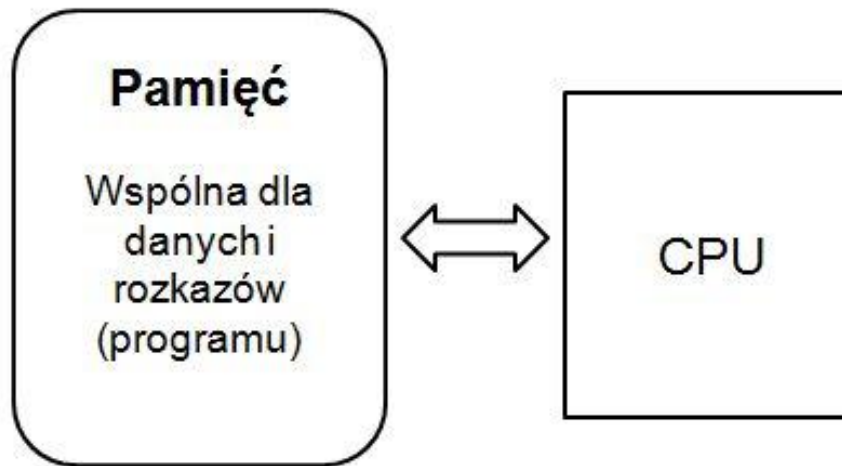 Pamięć
Wspólna dla
danych i
rozkazów
(programu)
CPU